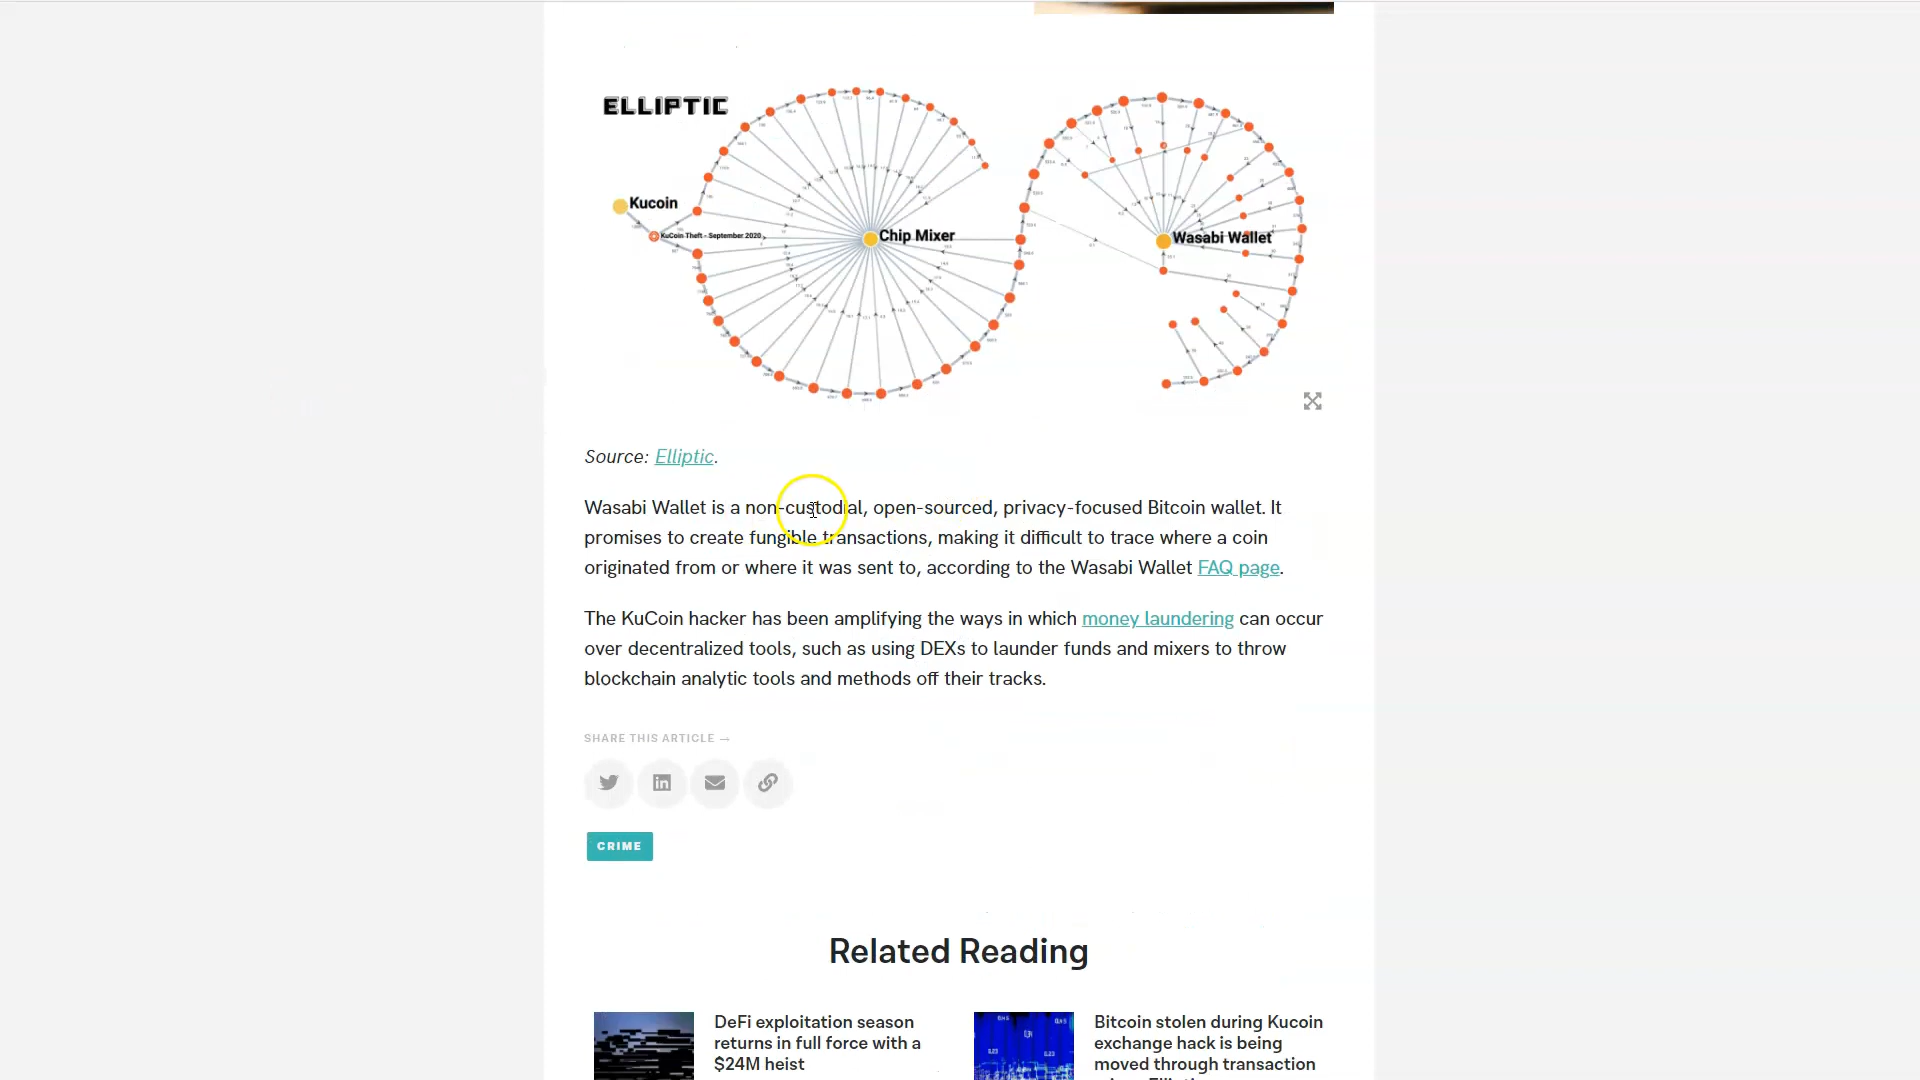 ELLIPTIC
Kucoin
KuCoin Theft - September 2020
Chip Mixer
Wasabi Wallet
Source: Elliptic.
Wasabi Wallet is a non-custodial, open-sourced, privacy-focused Bitcoin wallet. It
promises to create fungible transactions, making it difficult to trace where a coin
originated from or where it was sent to, according to the Wasabi Wallet FAQ page.
The KuCoin hacker has been amplifying the ways in which money laundering can occur
over decentralized tools, such as using DEXs to launder funds and mixers to throw
blockchain analytic tools and methods off their tracks.
SHARE THIS ARTICLE →
CRIME
Related Reading
DeFi exploitation season
returns in full force with a
$24M heist
Bitcoin stolen during Kucoin
exchange hack is being
moved through transaction